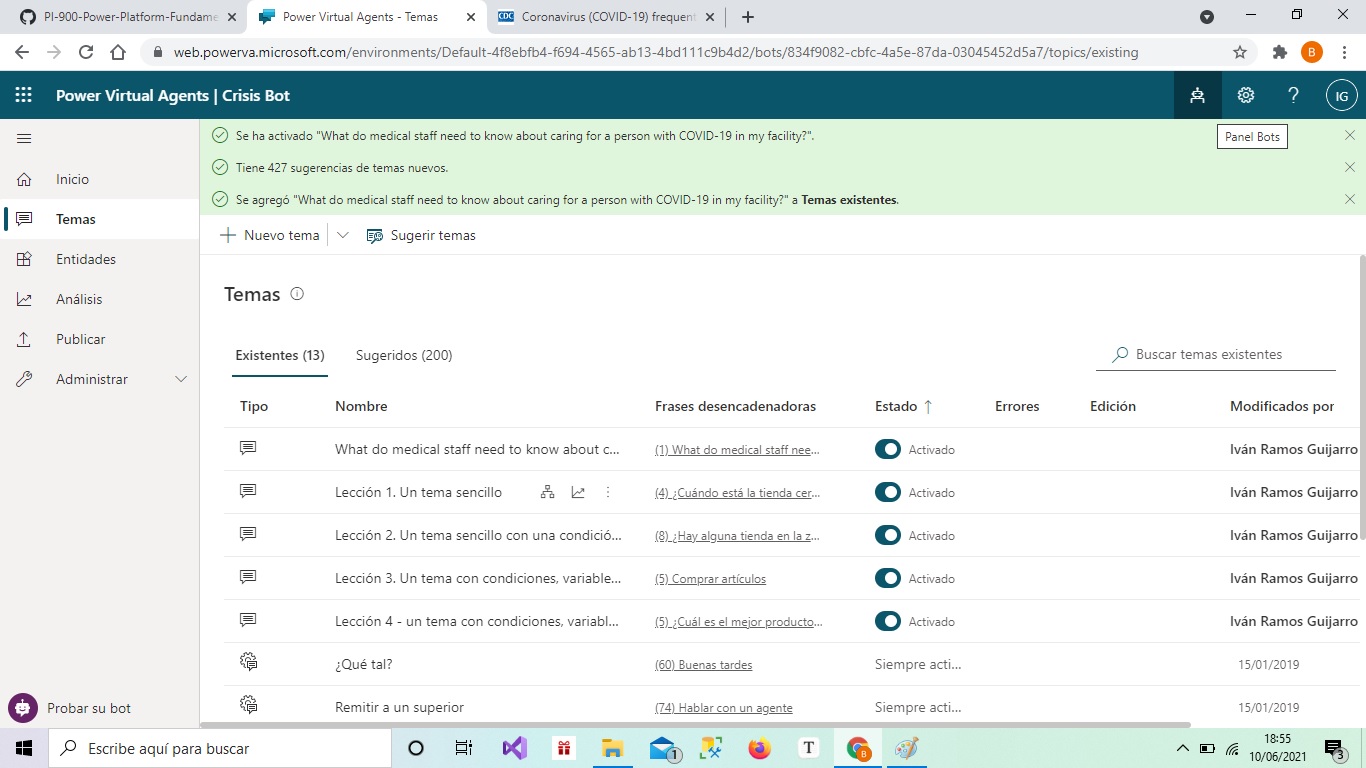 PI-900-Power-Platform-Fundame
Power Virtual Agents - Temas
CDC
Coronavirus (COVID-19) frequent
web.powerva.microsoft.com/environments/Default-4f8ebfb4-f694-4565-ab13-4bd111c9b4d2/bots/834f9082-cbfc-4a5e-87da-03045452d5a7/topics/existing
B
Power Virtual Agents | Crisis Bot
?
IG
Se ha activado "What do medical staff need to know about caring for a person with COVID-19 in my facility?".
Panel Bots
Tiene 427 sugerencias de temas nuevos.
Se agregó "What do medical staff need to know about caring for a person with COVID-19 in my facility?" a Temas existentes.
Inicio
Temas
Entidades
Análisis
Publicar
Administrar
Probar su bot
Nuevo tema
Sugerir temas
Temas
Existentes (13)
Sugeridos (200)
Buscar temas existentes
Tipo Nombre Frases desencadenadoras Estado ↑ Errores Edición Modificados por
What do medical staff need to know about c... (1) What do medical staff nee... Activado Iván Ramos Guijarro
Lección 1. Un tema sencillo (4) ¿Cuándo está la tienda cer... Activado Iván Ramos Guijarro
Lección 2. Un tema sencillo con una condició... (8) ¿Hay alguna tienda en la z... Activado Iván Ramos Guijarro
Lección 3. Un tema con condiciones, variable... (5) Comprar artículos Activado Iván Ramos Guijarro
Lección 4 - un tema con condiciones, variabl... (5) ¿Cuál es el mejor producto... Activado Iván Ramos Guijarro
¿Qué tal? (60) Buenas tardes Siempre acti... 15/01/2019
Remitir a un superior (74) Hablar con un agente Siempre acti... 15/01/2019
Escribe aquí para buscar
1
T
B
18:55
10/06/2021
3